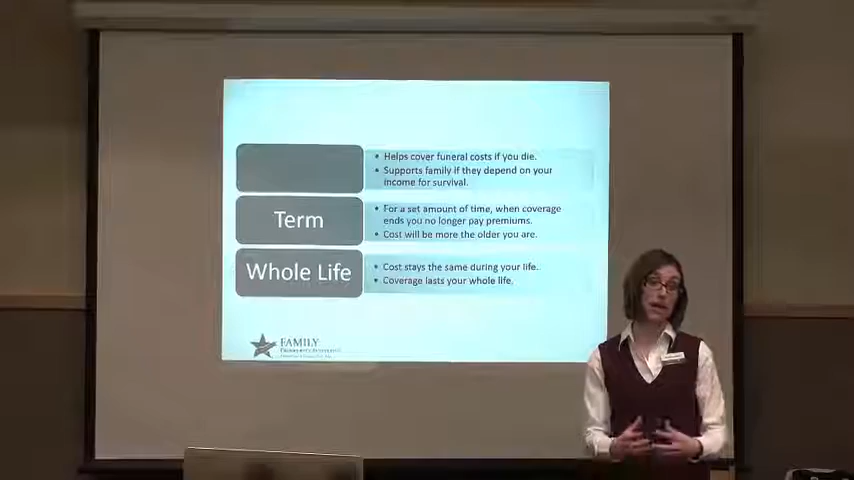 • Helps cover funeral costs if you die.
• Supports family if they depend on your
income for survival.
Term
• For a set amount of time, when coverage
ends you no longer pay premiums.
• Cost will be more the older you are.
Whole Life
• Cost stays the same during your life.
• Coverage lasts your whole life.
FAMILY